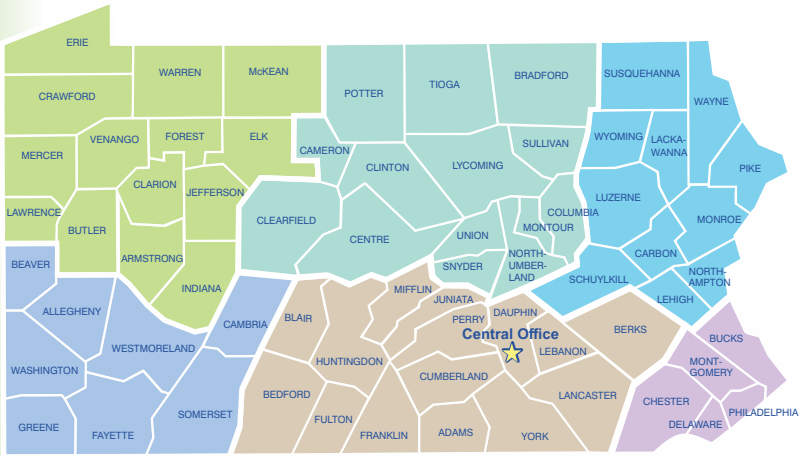 ERIE
WARREN
McKEAN
CRAWFORD
POTTER
TIOGA
BRADFORD
SUSQUEHANNA
WAYNE
MERCER
VENANGO
FOREST
ELK
CAMERON
CLINTON
LYCOMING
SULLIVAN
WYOMING
LACKA-
WANNA
PIKE
LAWRENCE
BUTLER
CLARION
JEFFERSON
CLEARFIELD
CENTRE
UNION
COLUMBIA
MONTOUR
LUZERNE
MONROE
BEAVER
ARMSTRONG
INDIANA
SNYDER
NORTH-
UMBER-
LAND
SCHUYLKILL
CARBON
NORTH-
AMPTON
LEHIGH
ALLEGHENY
WESTMORELAND
CAMBRIA
BLAIR
HUNTINGDON
MIFFLIN
JUNIATA
PERRY
DAUPHIN
Central Office
LEBANON
BERKS
BUCKS
MONT-
GOMERY
WASHINGTON
GREENE
FAYETTE
SOMERSET
BEDFORD
FULTON
FRANKLIN
CUMBERLAND
ADAMS
YORK
LANCASTER
CHESTER
DELAWARE
PHILADELPHIA